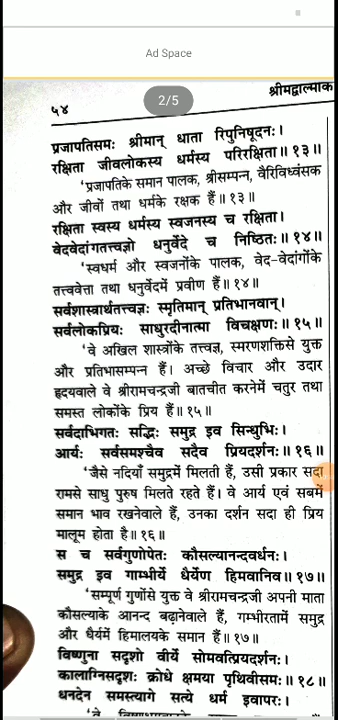 Ad Space
श्रीमद्वाल्मीक
५४
2/5
प्रजापतिसमः श्रीमान् धाता रिपुनिषूदनः।
रक्षिता जीवलोकस्य धर्मस्य परिरक्षिता॥१३॥
'प्रजापतिके समान पालक, श्रीसम्पन्न, वैरिविध्वंसक
और जीवों तथा धर्मके रक्षक हैं॥१३॥
रक्षिता स्वस्य धर्मस्य स्वजनस्य च रक्षिता।
वेदवेदांगतत्त्वज्ञो धनुर्वेदे च निष्ठितः॥१४॥
'स्वधर्म और स्वजनोंके पालक, वेद-वेदांगोंके
तत्त्ववेत्ता तथा धनुर्वेदमें प्रवीण हैं॥१४॥
सर्वशास्त्रार्थतत्त्वज्ञः स्मृतिमान् प्रतिभानवान्।
सर्वलोकप्रियः साधुरदीनात्मा विचक्षणः॥१५॥
'वे अखिल शास्त्रोंके तत्त्वज्ञ, स्मरणशक्तिसे युक्त
और प्रतिभासम्पन्न हैं। अच्छे विचार और उदार
हृदयवाले वे श्रीरामचन्द्रजी बातचीत करनेमें चतुर तथा
समस्त लोकोंके प्रिय हैं॥१५॥
सर्वदाभिगतः सद्भिः समुद्र इव सिन्धुभिः।
आर्यः सर्वसमश्चैव सदैव प्रियदर्शनः॥१६॥
'जैसे नदियाँ समुद्रमें मिलती हैं, उसी प्रकार सदा
रामसे साधु पुरुष मिलते रहते हैं। वे आर्य एवं सबमें
समान भाव रखनेवाले हैं, उनका दर्शन सदा ही प्रिय
मालूम होता है॥१६॥
स च सर्वगुणोपेतः कौसल्यानन्दवर्धनः।
समुद्र इव गाम्भीर्ये धैर्येण हिमवानिव॥१७॥
'सम्पूर्ण गुणोंसे युक्त वे श्रीरामचन्द्रजी अपनी माता
कौसल्याके आनन्द बढ़ानेवाले हैं, गम्भीरतामें समुद्र
और धैर्यमें हिमालयके समान हैं॥१७॥
विष्णुना सदृशो वीर्ये सोमवत्प्रियदर्शनः।
कालाग्निसदृशः क्रोधे क्षमया पृथिवीसमः॥१८॥
धनदेन समस्त्यागे सत्ये धर्म इवापरः।